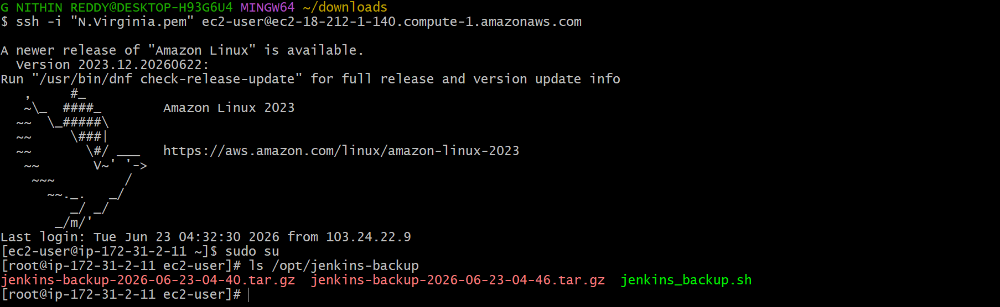 G NITHIN REDDY@DESKTOP-H93G6U4 MINGW64 ~/downloads
$ ssh -i "N.Virginia.pem" ec2-user@ec2-18-212-1-140.compute-1.amazonaws.com

A newer release of "Amazon Linux" is available.
  Version 2023.12.20260622:
Run "/usr/bin/dnf check-release-update" for full release and version update info
   ,     #_
   ~\_  ####_        Amazon Linux 2023
  ~~  \_#####\
  ~~     \###|
  ~~       \#/ ___   https://aws.amazon.com/linux/amazon-linux-2023
   ~~       V~' '->
    ~~~         /
      ~~._.   _/
         _/ _/
       _/m/'
Last login: Tue Jun 23 04:32:30 2026 from 103.24.22.9
[ec2-user@ip-172-31-2-11 ~]$ sudo su
[root@ip-172-31-2-11 ec2-user]# ls /opt/jenkins-backup
jenkins-backup-2026-06-23-04-40.tar.gz  jenkins-backup-2026-06-23-04-46.tar.gz  jenkins_backup.sh
[root@ip-172-31-2-11 ec2-user]#